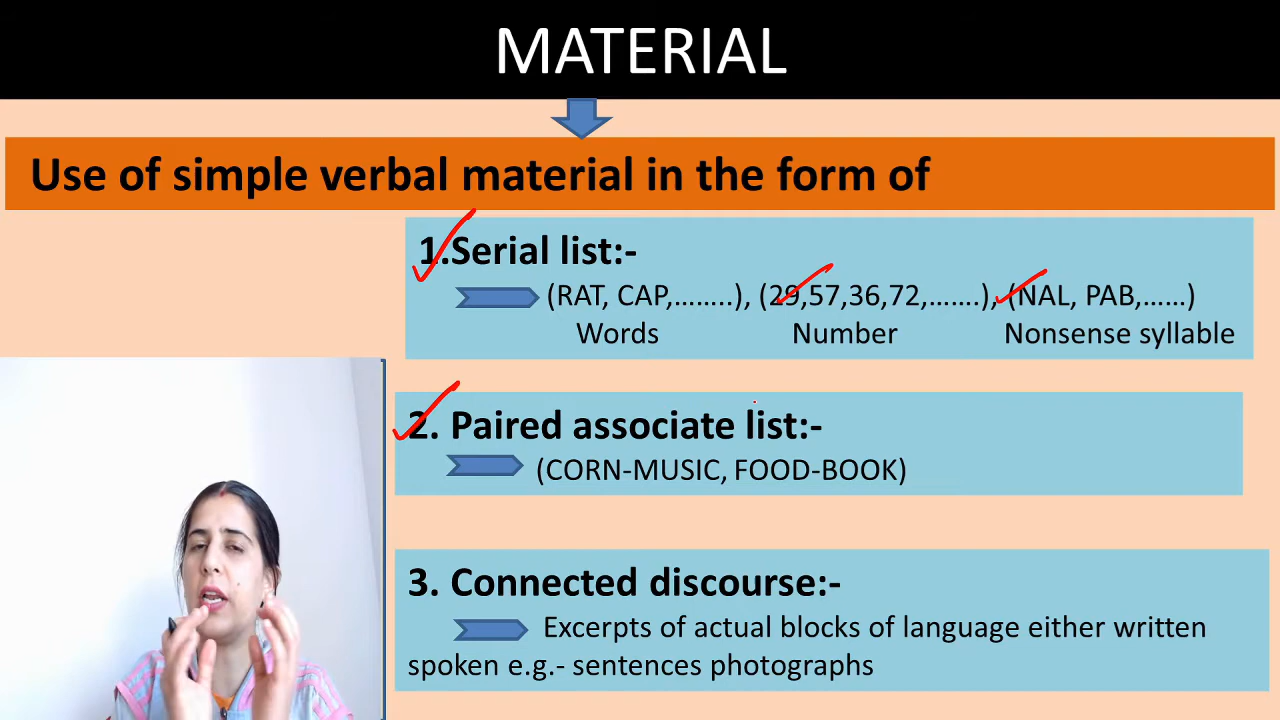 MATERIAL
Use of simple verbal material in the form of
1.Serial list:-
(RAT, CAP,........), (29,57,36,72,.......), (NAL, PAB,......)
Words Number Nonsense syllable
2. Paired associate list:-
(CORN-MUSIC, FOOD-BOOK)
3. Connected discourse:-
Excerpts of actual blocks of language either written
spoken e.g.- sentences photographs